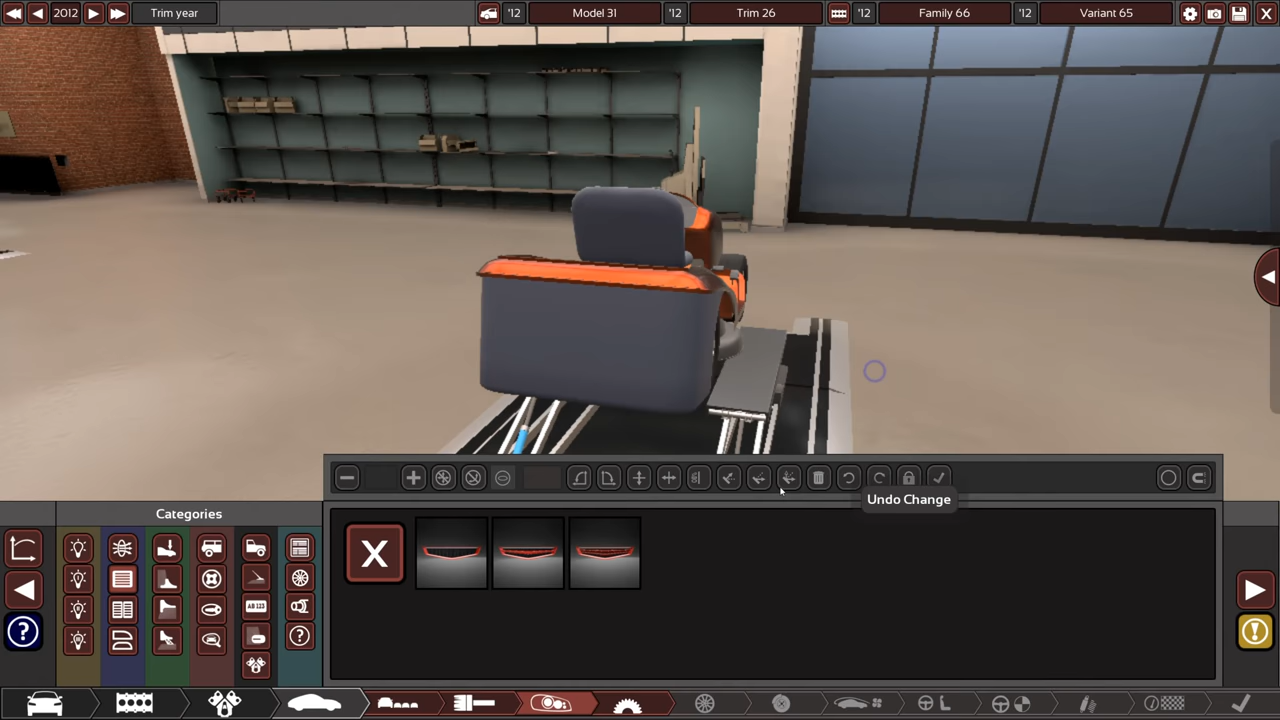 2012
Trim year
'12
Model 31
'12
Trim 26
'12
Family 66
'12
Variant 65
Undo Change
Categories
X
AB 123